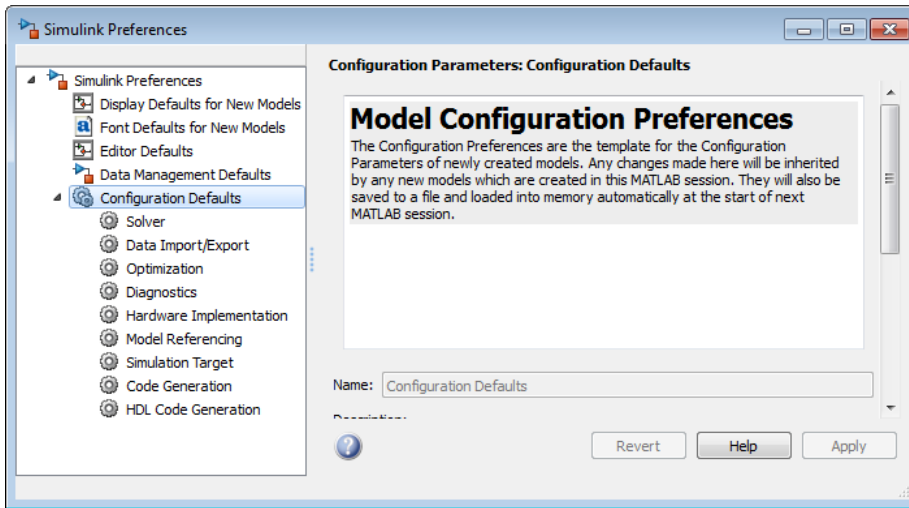 Simulink Preferences
Simulink Preferences
Display Defaults for New Models
Font Defaults for New Models
Editor Defaults
Data Management Defaults
Configuration Defaults
Solver
Data Import/Export
Optimization
Diagnostics
Hardware Implementation
Model Referencing
Simulation Target
Code Generation
HDL Code Generation
Configuration Parameters: Configuration Defaults
Model Configuration Preferences
The Configuration Preferences are the template for the Configuration
Parameters of newly created models. Any changes made here will be inherited
by any new models which are created in this MATLAB session. They will also be
saved to a file and loaded into memory automatically at the start of next
MATLAB session.
Name: Configuration Defaults
Revert Help Apply